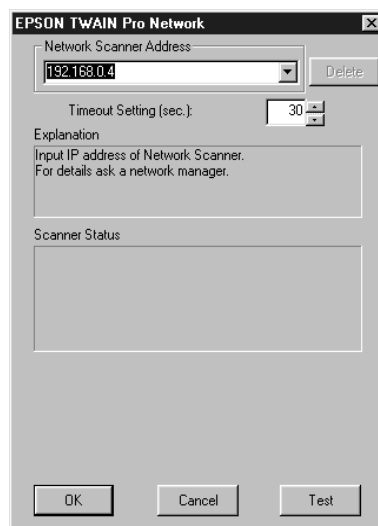 EPSON TWAIN Pro Network
Network Scanner Address
192.168.0.4
Delete
Timeout Setting (sec.):
30
Explanation
Input IP address of Network Scanner.
For details ask a network manager.
Scanner Status
OK
Cancel
Test